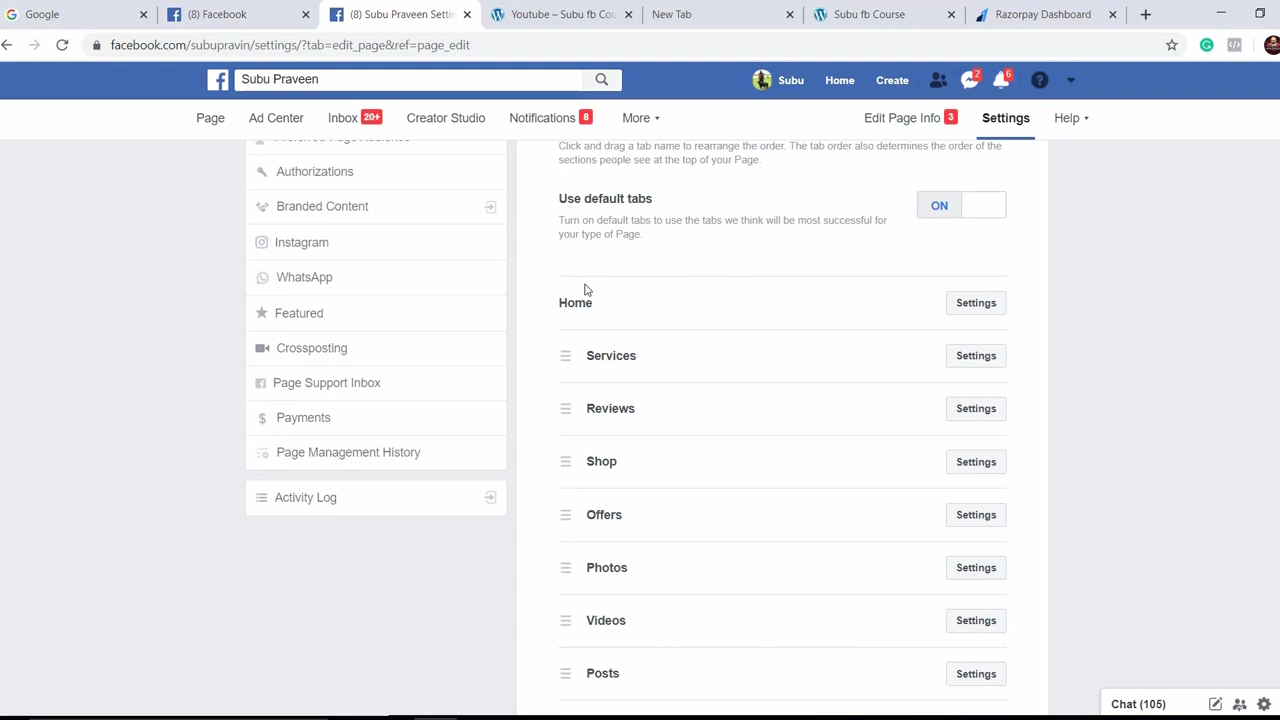 Google
(8) Facebook
(8) Subu Praveen Setti
Youtube – Subu fb Cou
New Tab
Subu fb Course
Razorpay Dashboard
facebook.com/subupravin/settings/?tab=edit_page&ref=page_edit
Subu Praveen
Subu
Home
Create
2
6
Page
Ad Center
Inbox 20+
Creator Studio
Notifications 8
More
Edit Page Info 3
Settings
Help
Authorizations
Branded Content
Instagram
WhatsApp
Featured
Crossposting
Page Support Inbox
Payments
Page Management History
Activity Log
Click and drag a tab name to rearrange the order. The tab order also determines the order of the
sections people see at the top of your Page.
Use default tabs
ON
Turn on default tabs to use the tabs we think will be most successful for
your type of Page.
Home Settings
Services Settings
Reviews Settings
Shop Settings
Offers Settings
Photos Settings
Videos Settings
Posts Settings
Chat (105)